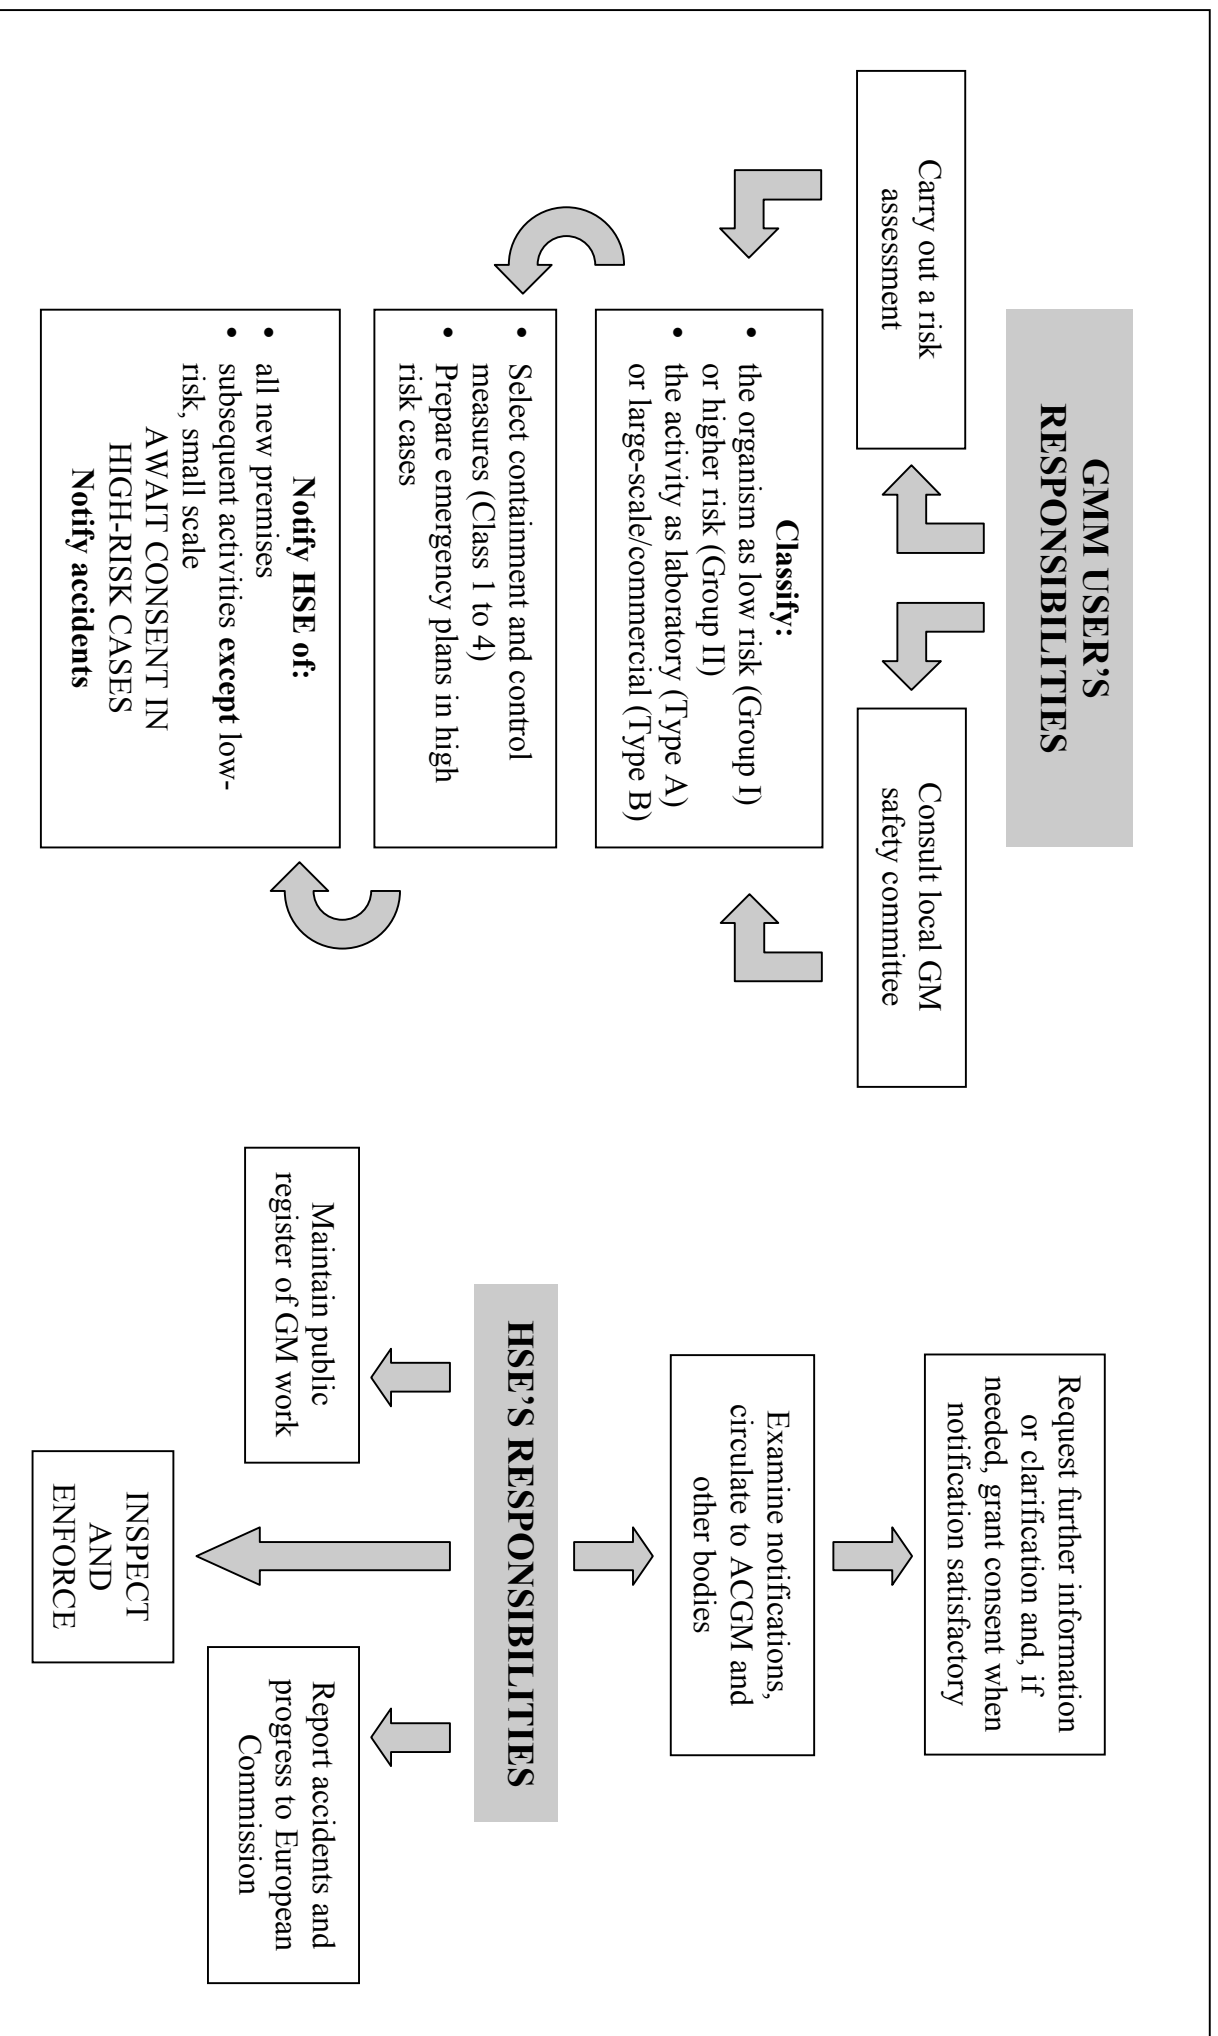 GMM USER’S
RESPONSIBILITIES
Carry out a risk
assessment
Consult local GM
safety committee
Classify:
• the organism as low risk (Group I)
or higher risk (Group II)
• the activity as laboratory (Type A)
or large-scale/commercial (Type B)
• Select containment and control
measures (Class 1 to 4)
• Prepare emergency plans in high
risk cases
Notify HSE of:
• all new premises
• subsequent activities except low-
risk, small scale
AWAIT CONSENT IN
HIGH-RISK CASES
Notify accidents
Request further information
or clarification and, if
needed, grant consent when
notification satisfactory
Examine notifications,
circulate to ACGM and
other bodies
HSE’S RESPONSIBILITIES
Maintain public
register of GM work
INSPECT
AND
ENFORCE
Report accidents and
progress to European
Commission